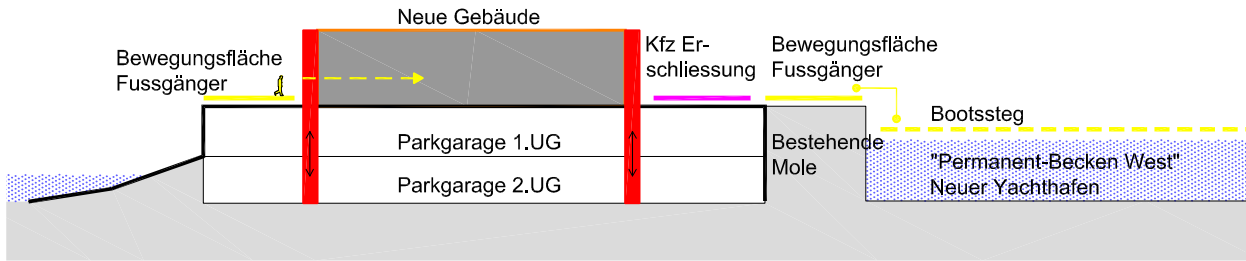 Neue Gebäude
Bewegungsfläche
Fussgänger
Kfz Er-
schliessung
Bewegungsfläche
Fussgänger
Bootssteg
Parkgarage 1.UG
Bestehende
Mole
"Permanent-Becken West"
Neuer Yachthafen
Parkgarage 2.UG